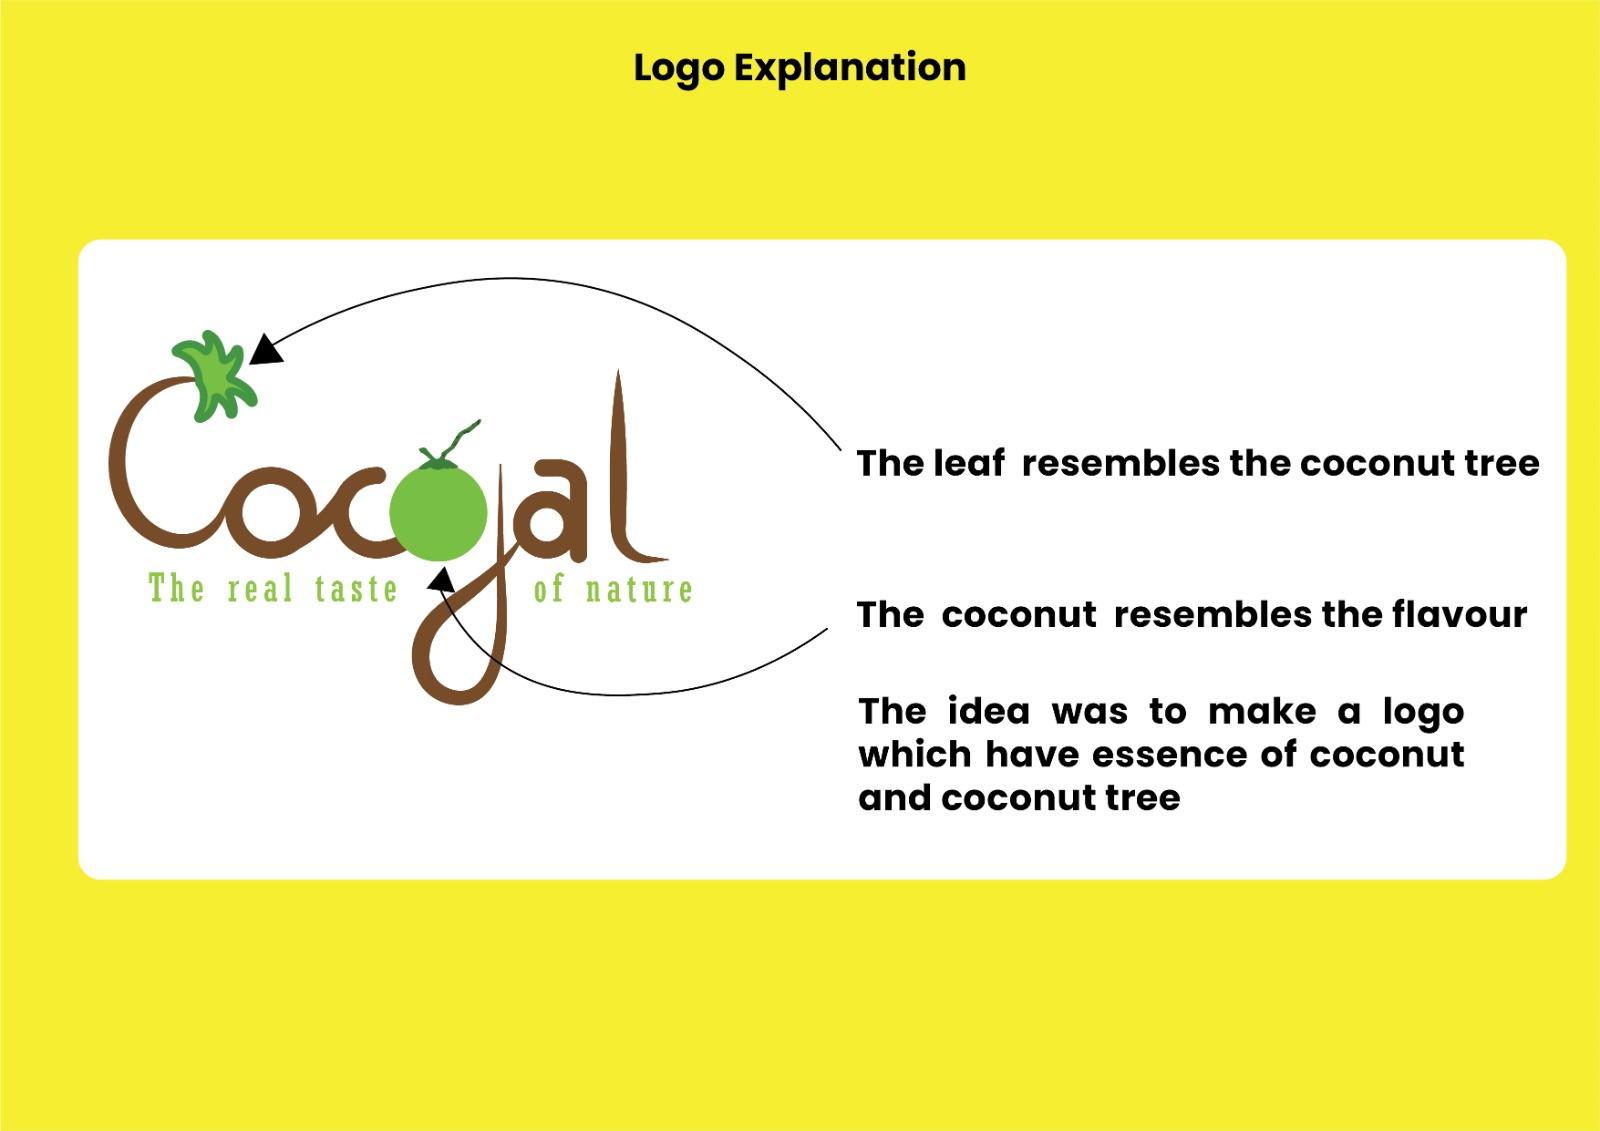 Logo Explanation
Cocojal
The real taste of nature
The leaf resembles the coconut tree
The coconut resembles the flavour
The idea was to make a logo
which have essence of coconut
and coconut tree